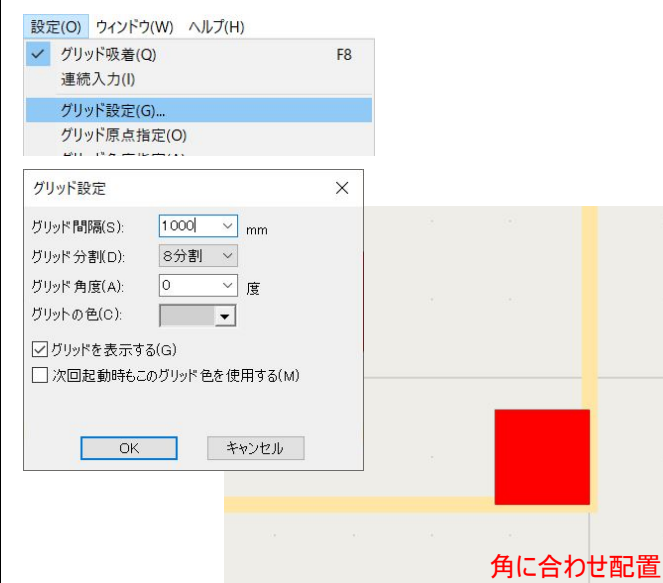 設定(O) ウィンドウ(W) ヘルプ(H)
グリッド吸着(Q) F8
連続入力(I)
グリッド設定(G)...
グリッド原点指定(O)
グリッド設定
グリッド間隔(S): 1000 mm
グリッド分割(D): 8分割
グリッド角度(A): 0 度
グリットの色(C):
グリッドを表示する(G)
次回起動時もこのグリッド色を使用する(M)
OK キャンセル
角に合わせ配置